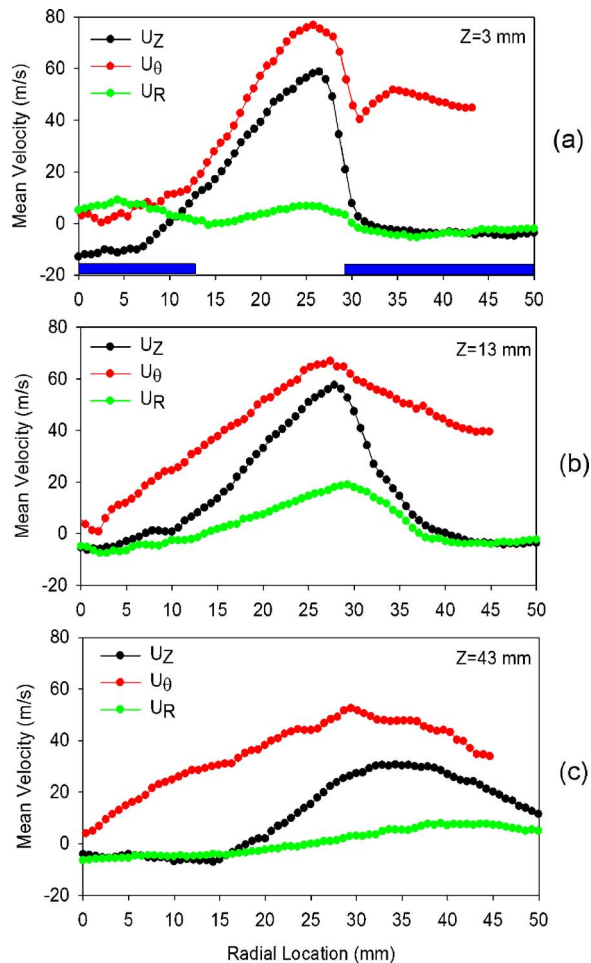 80
U_Z
Z=3 mm
60
U_θ
U_R
40
20
0
-20
0 5 10 15 20 25 30 35 40 45 50
Mean Velocity (m/s)
(a)
80
U_Z
Z=13 mm
60
U_θ
U_R
40
20
0
-20
0 5 10 15 20 25 30 35 40 45 50
Mean Velocity (m/s)
(b)
80
U_Z
Z=43 mm
60
U_θ
U_R
40
20
0
-20
0 5 10 15 20 25 30 35 40 45 50
Mean Velocity (m/s)
(c)
Radial Location (mm)